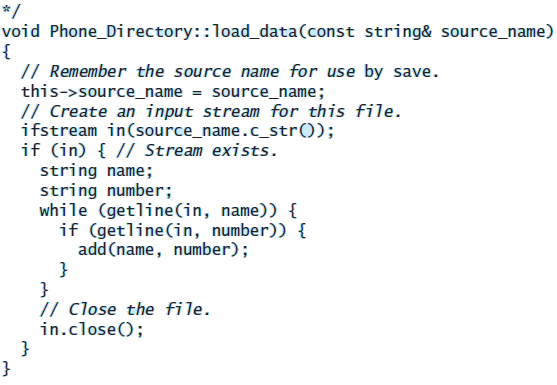 */
void Phone_Directory::load_data(const string& source_name)
{
  // Remember the source name for use by save.
  this->source_name = source_name;
  // Create an input stream for this file.
  ifstream in(source_name.c_str());
  if (in) { // Stream exists.
    string name;
    string number;
    while (getline(in, name)) {
      if (getline(in, number)) {
        add(name, number);
      }
    }
    // Close the file.
    in.close();
  }
}